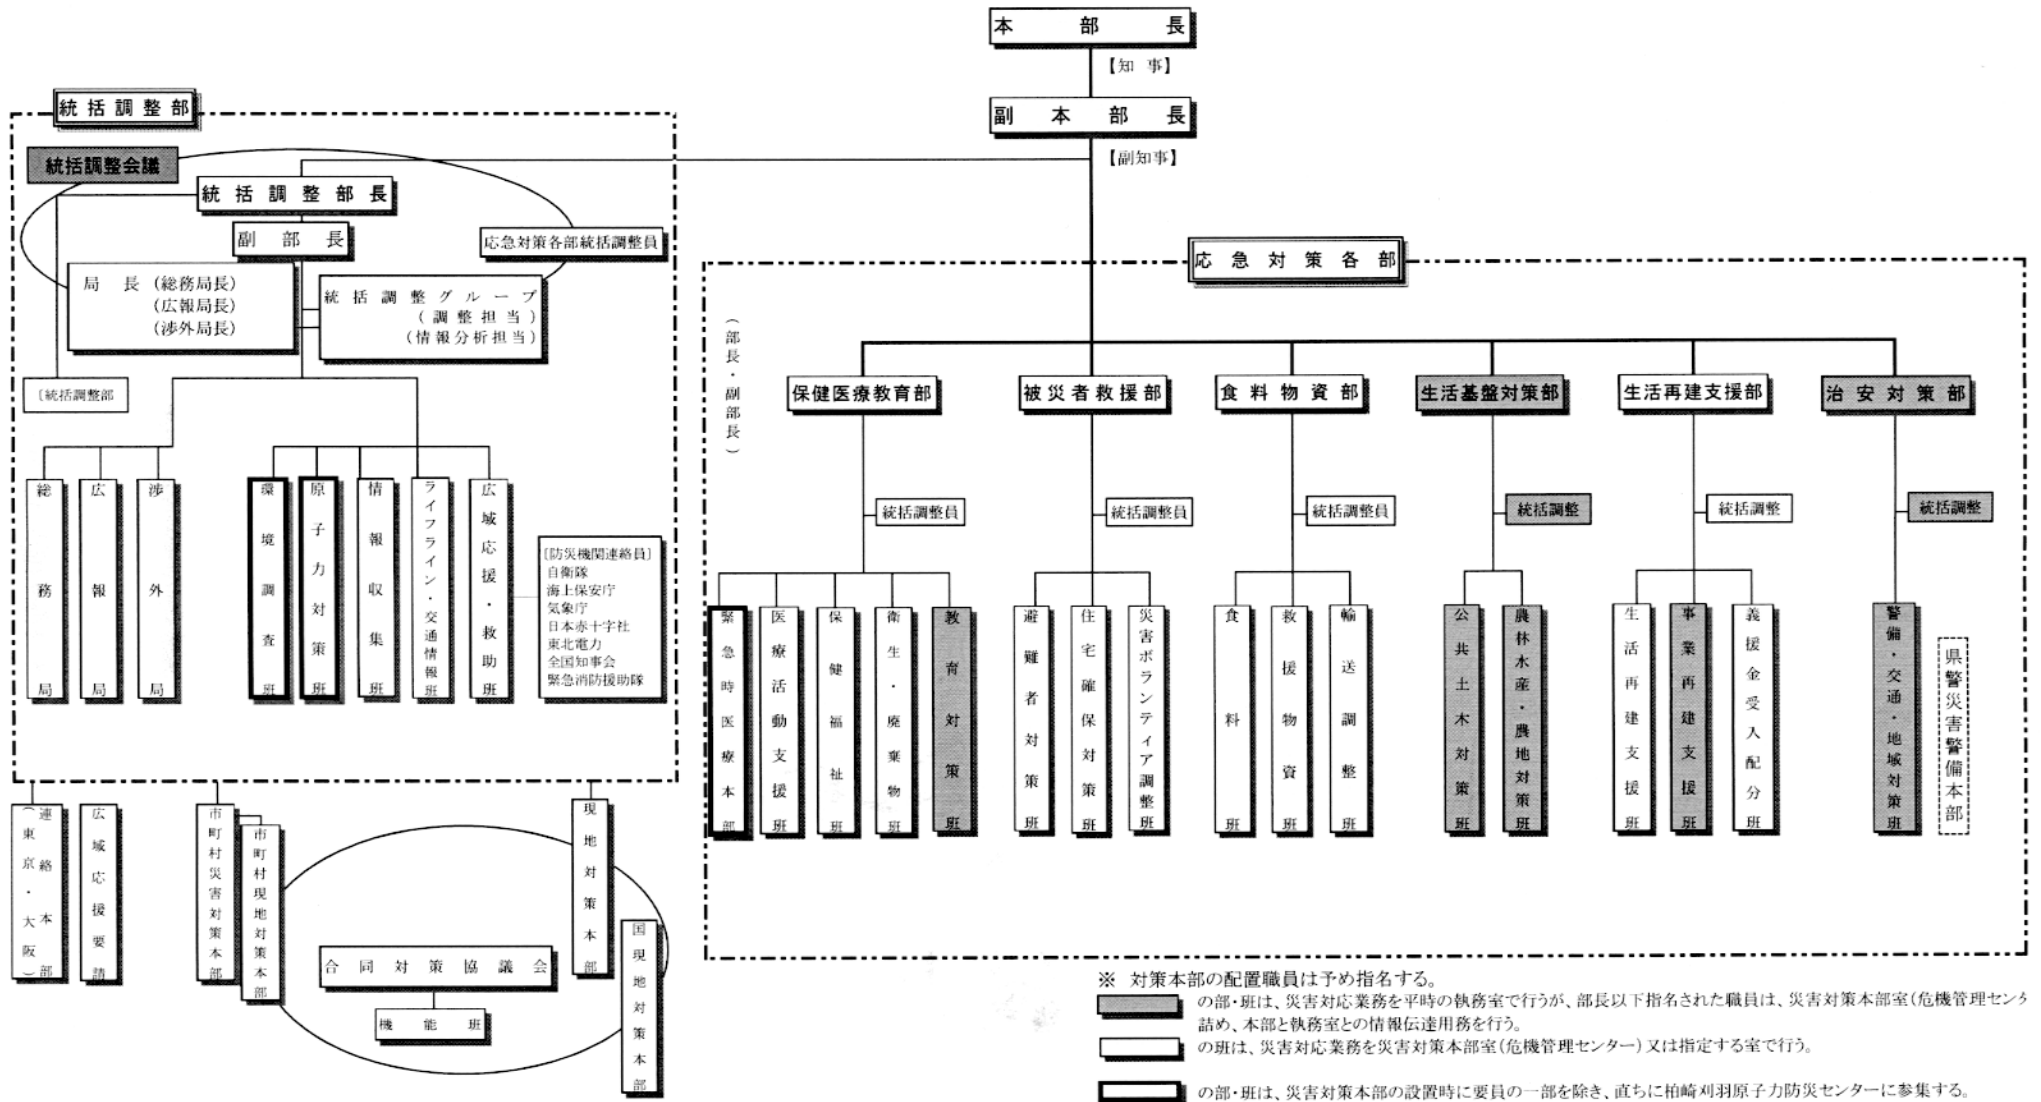 本部長
【知 事】
副本部長
【副知事】
統括調整部
統括調整会議
統括調整部長
副部長
応急対策各部統括調整員
局　長（総務局長）
（広報局長）
（渉外局長）
統括調整グループ
（調整担当）
（情報分析担当）
〔統括調整部
総務局
広報局
渉外局
環境調査班
原子力対策班
情報収集班
ライフライン・交通情報班
広域応援・救助班
［防災機関連絡員］
自衛隊
海上保安庁
気象庁
日本赤十字社
東北電力
全国知事会
緊急消防援助隊
連絡本部
（東京・大阪）
広域応援要請
市町村災害対策本部
市町村現地対策本部
現地対策本部
国現地対策本部
合同対策協議会
機能班
応急対策各部
（部長・副部長）
保健医療教育部
被災者救援部
食料物資部
生活基盤対策部
生活再建支援部
治安対策部
統括調整員
統括調整員
統括調整員
統括調整
統括調整
統括調整
緊急時医療本部
医療活動支援班
保健福祉班
衛生・廃棄物班
教育対策班
避難者対策班
住宅確保対策班
災害ボランティア調整班
食料班
救援物資班
輸送調整班
公共土木対策班
農林水産・農地対策班
生活再建支援班
事業再建支援班
義援金受入配分班
警備・交通・地域対策班
県警災害警備本部
※ 対策本部の配置職員は予め指名する。
の部・班は、災害対応業務を平時の執務室で行うが、部長以下指名された職員は、災害対策本部室（危機管理センタ
詰め、本部と執務室との情報伝達用務を行う。
の班は、災害対応業務を災害対策本部室（危機管理センター）又は指定する室で行う。
の部・班は、災害対策本部の設置時に要員の一部を除き、直ちに柏崎刈羽原子力防災センターに参集する。